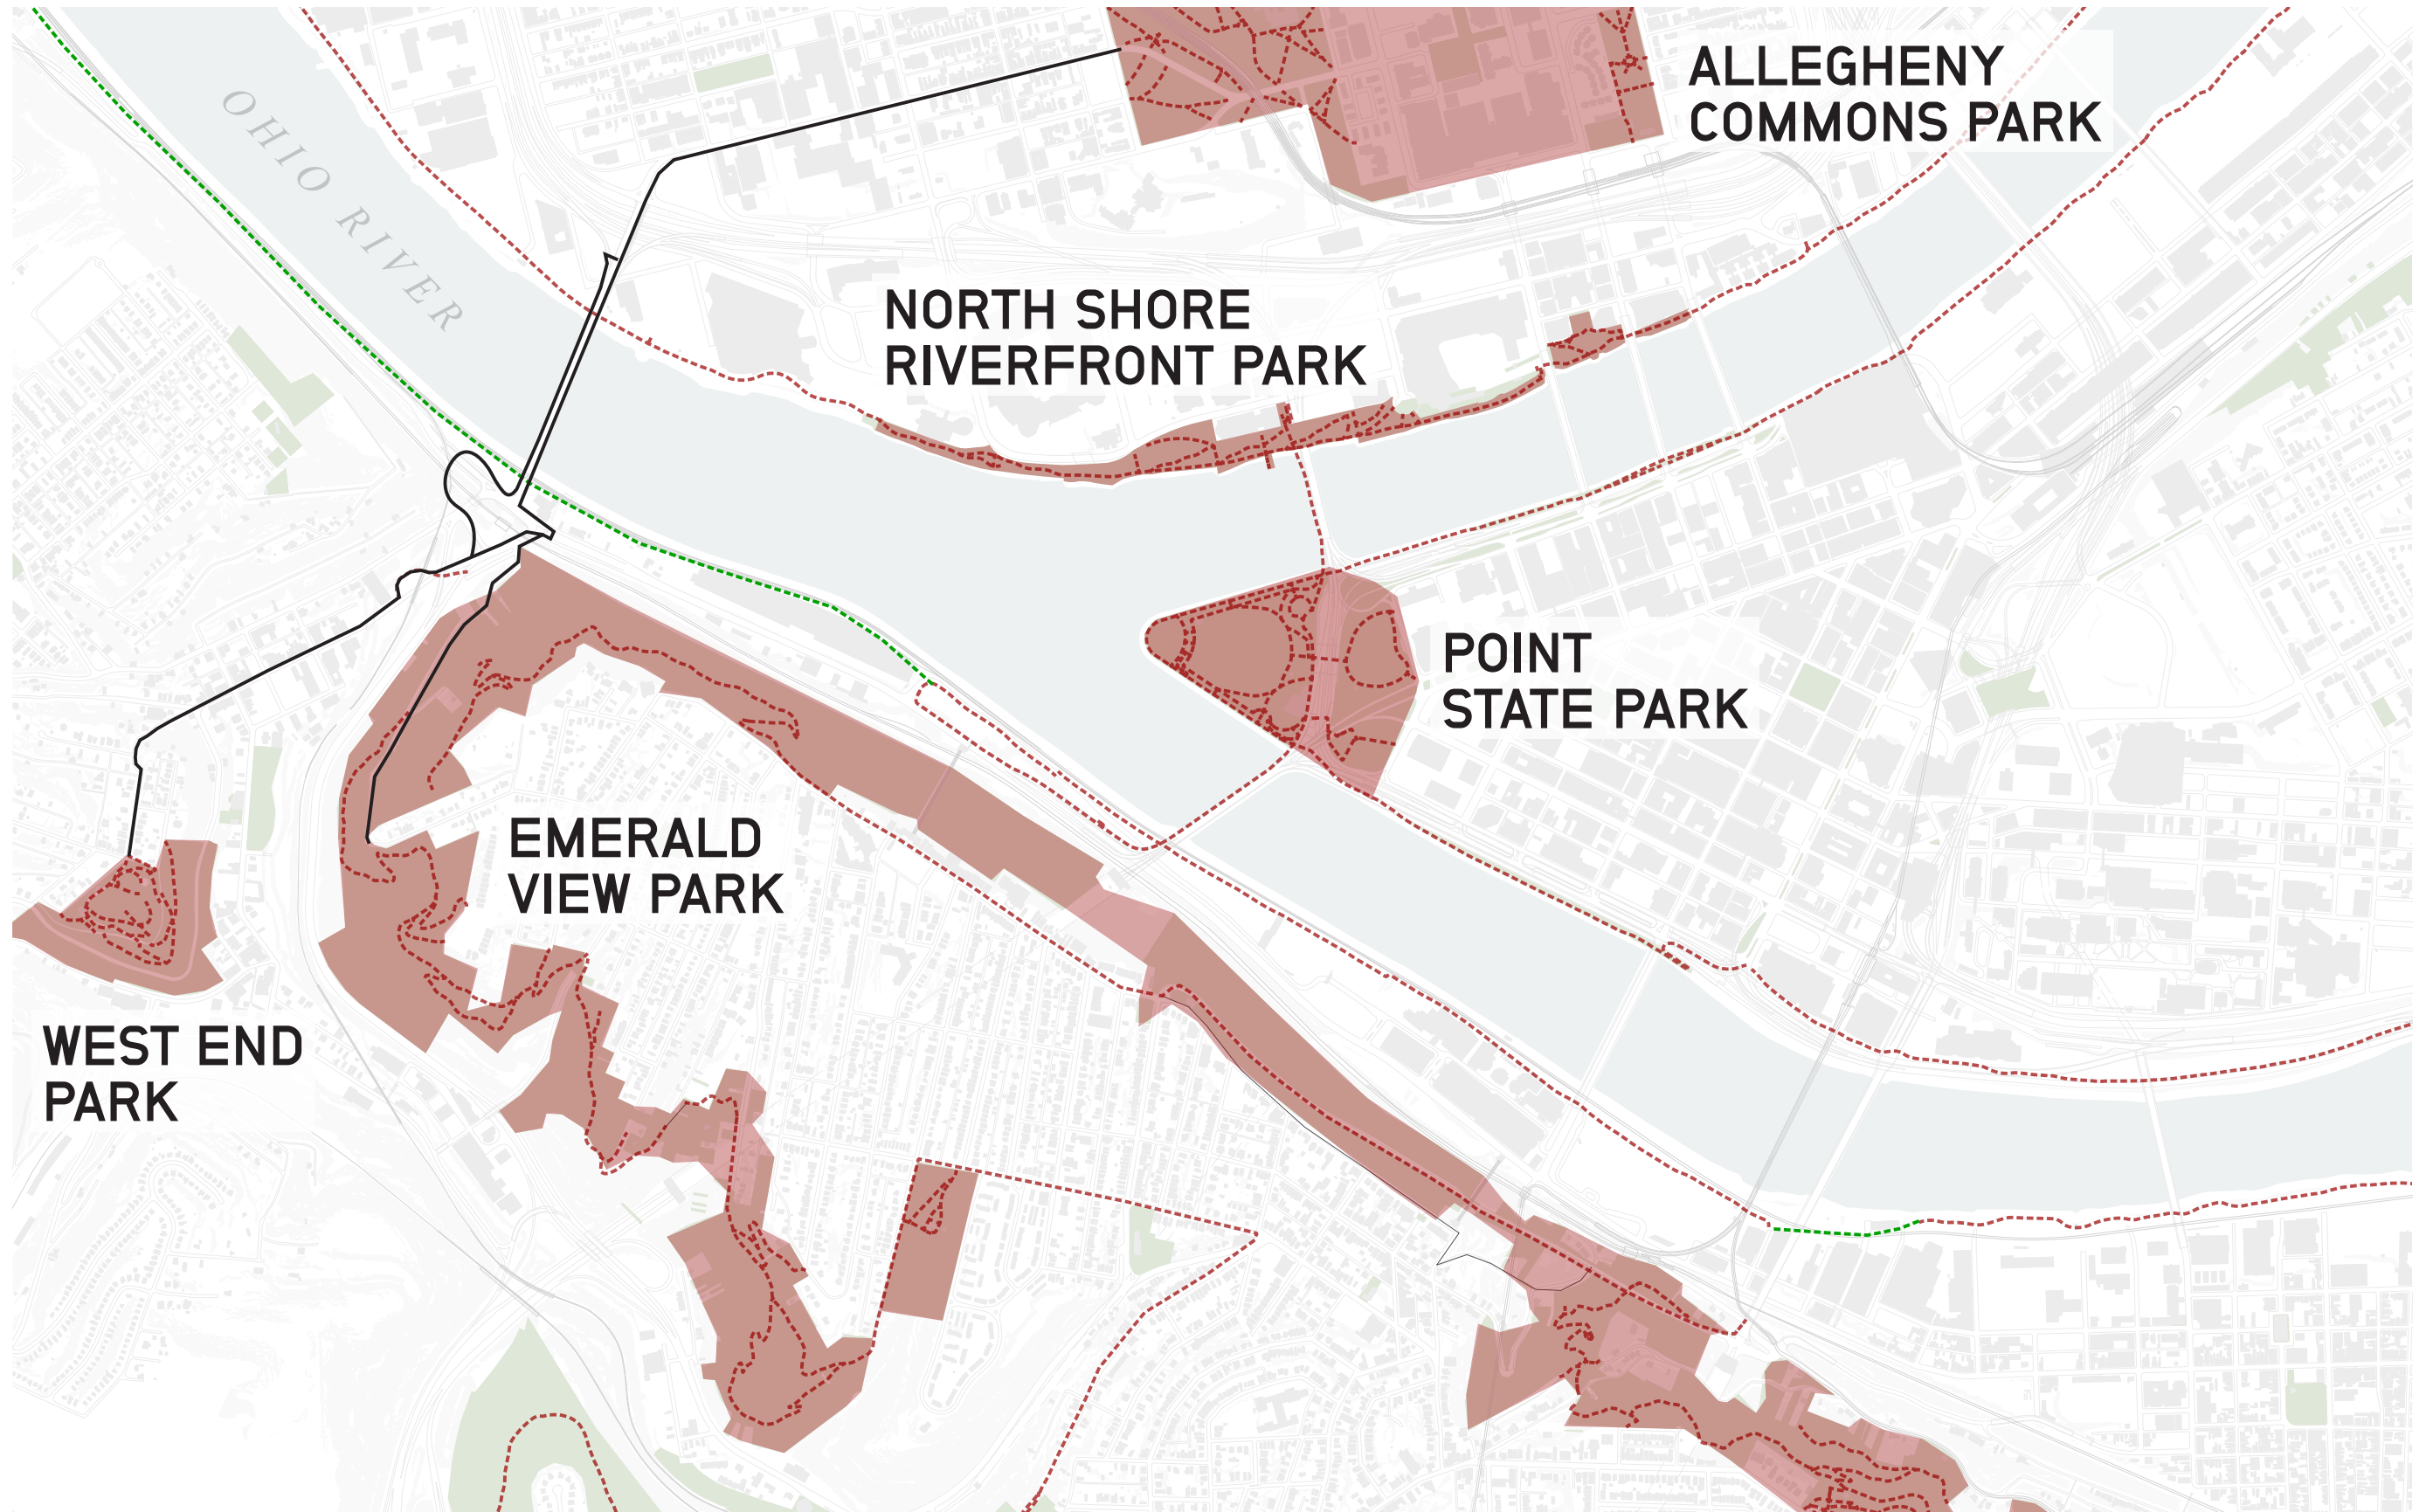 OHIO RIVER
ALLEGHENY
COMMONS PARK
NORTH SHORE
RIVERFRONT PARK
POINT
STATE PARK
EMERALD
VIEW PARK
WEST END
PARK